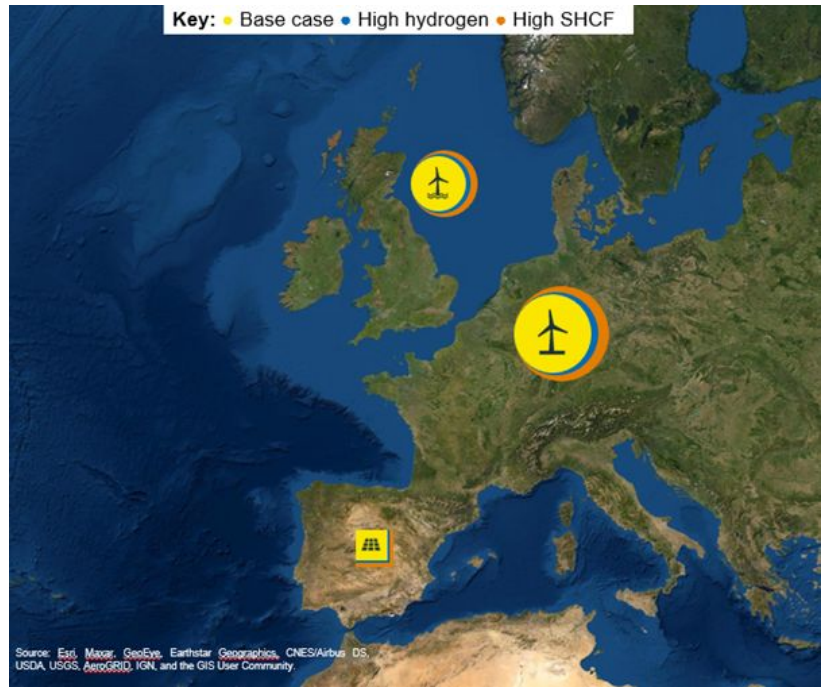 Key: Base case High hydrogen High SHCF
Source: Esri, Maxar, GeoEye, Earthstar Geographics, CNES/Airbus DS,
USDA, USGS, AeroGRID, IGN, and the GIS User Community.